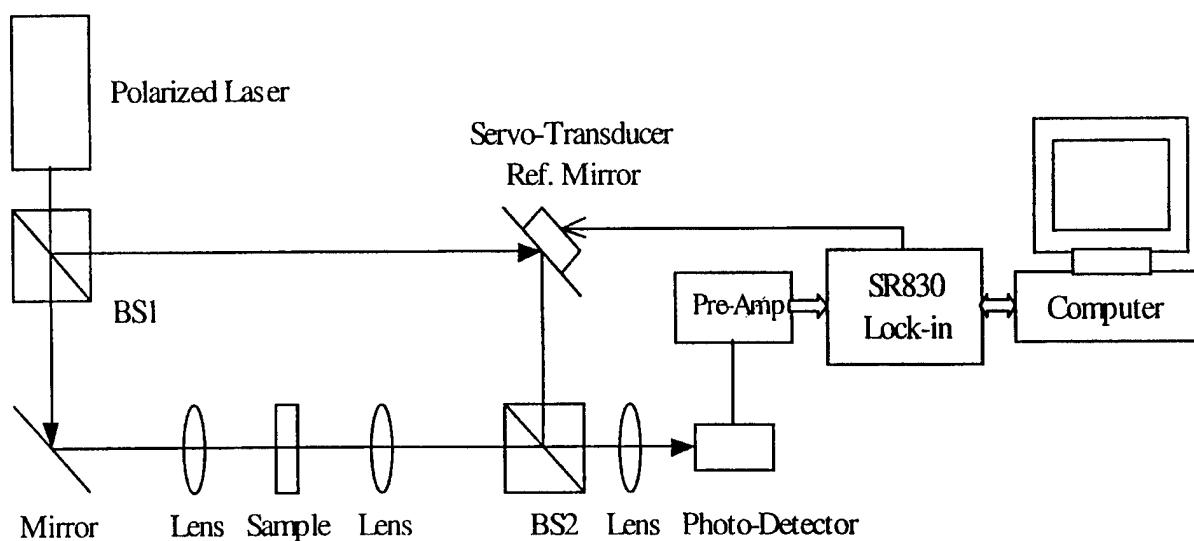 Polarized Laser
Servo-Transducer
Ref. Mirror
BS1
Pre-Amp
SR830
Lock-in
Computer
Mirror
Lens
Sample
Lens
BS2
Lens
Photo-Detector